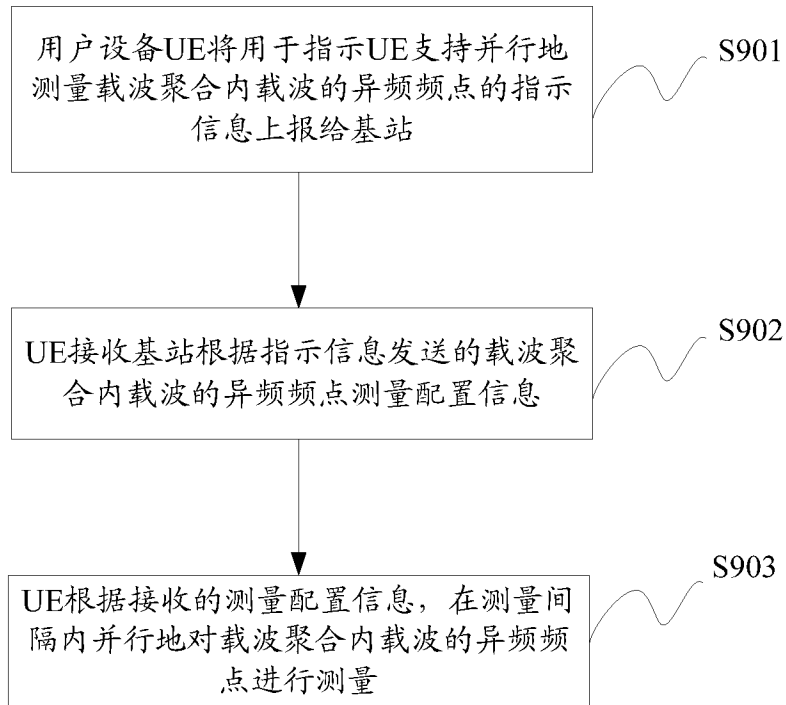 用户设备UE将用于指示UE支持并行地
测量载波聚合内载波的异频频点的指示
信息上报给基站
S901
UE接收基站根据指示信息发送的载波聚
合内载波的异频频点测量配置信息
S902
UE根据接收的测量配置信息，在测量间
隔内并行地对载波聚合内载波的异频频
点进行测量
S903